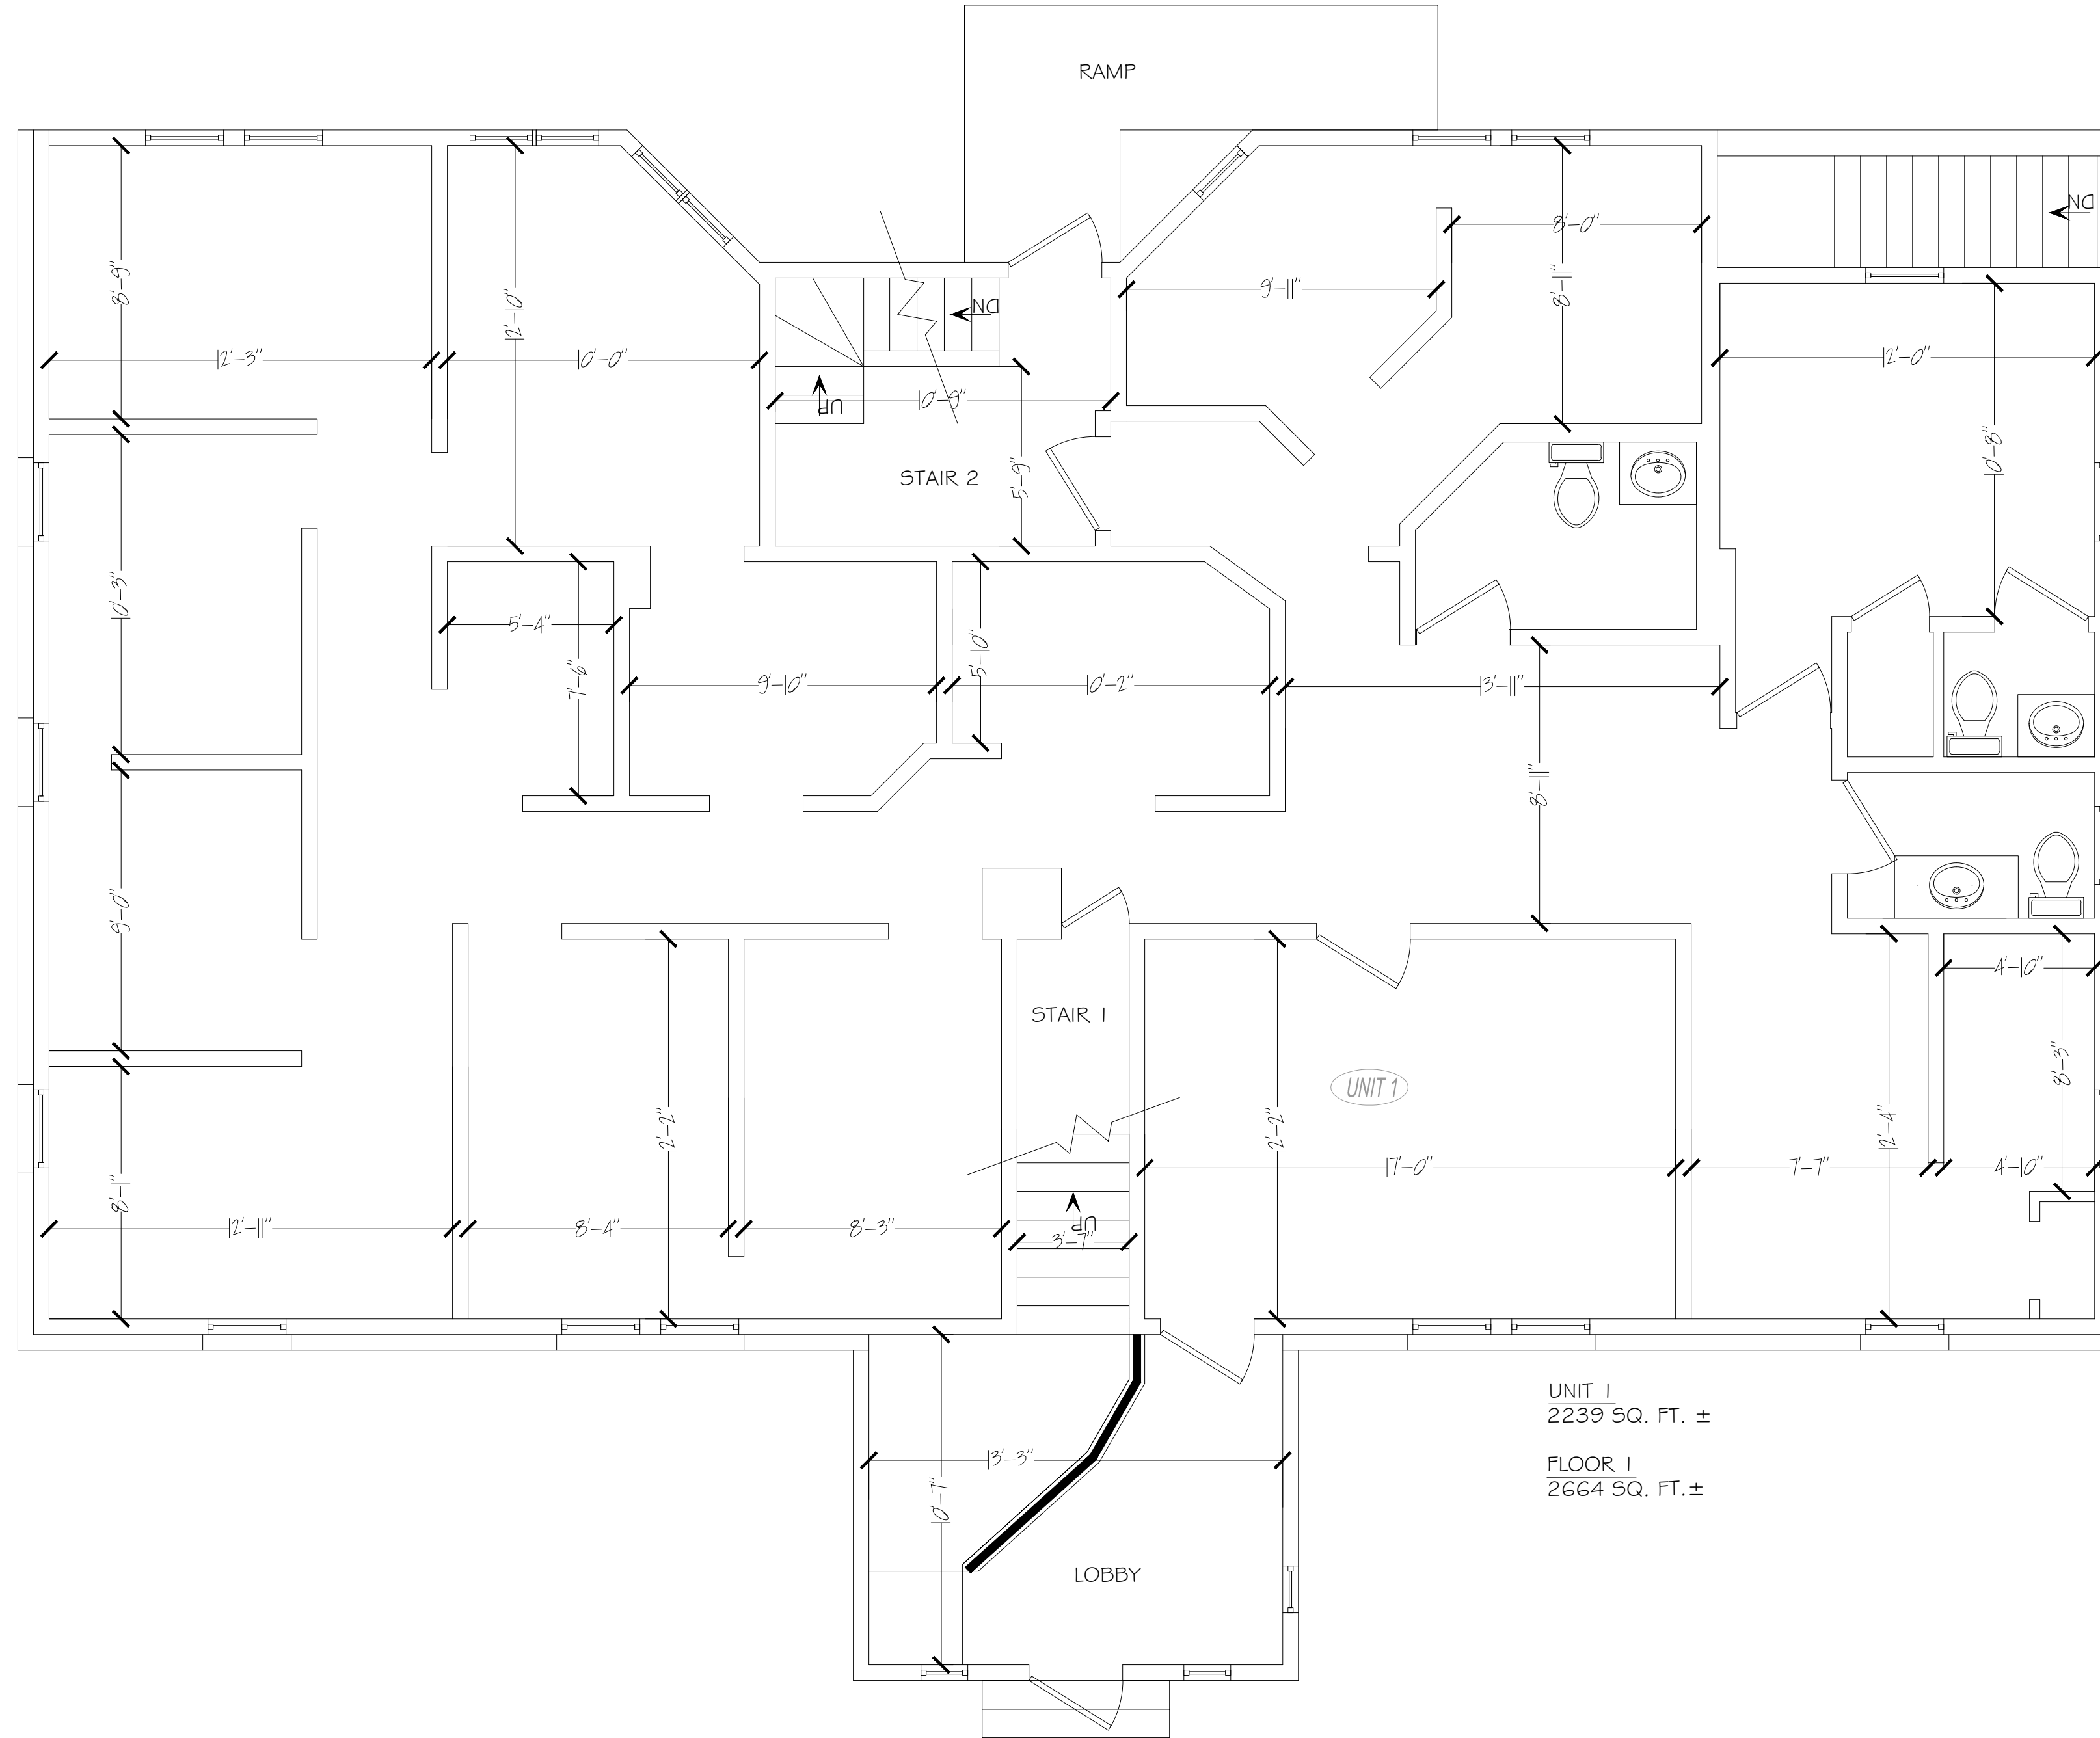 RAMP
DN
8'-0"
8'-9"
12'-10"
9'-11"
8'-11"
DN
12'-3"
10'-0"
12'-0"
10'-9"
UP
10'-8"
STAIR 2
5'-9"
10'-3"
5'-4"
5'-10"
7'-6"
9'-10"
10'-2"
13'-11"
8'-11"
9'-0"
4'-10"
STAIR 1
8'-3"
UNIT 1
12'-2"
12'-2"
12'-4"
17'-0"
7'-7"
4'-10"
8'-1"
12'-11"
8'-4"
8'-3"
UP
3'-7"
UNIT 1
2239 SQ. FT. ±
13'-3"
10'-7"
FLOOR 1
2664 SQ. FT.±
LOBBY